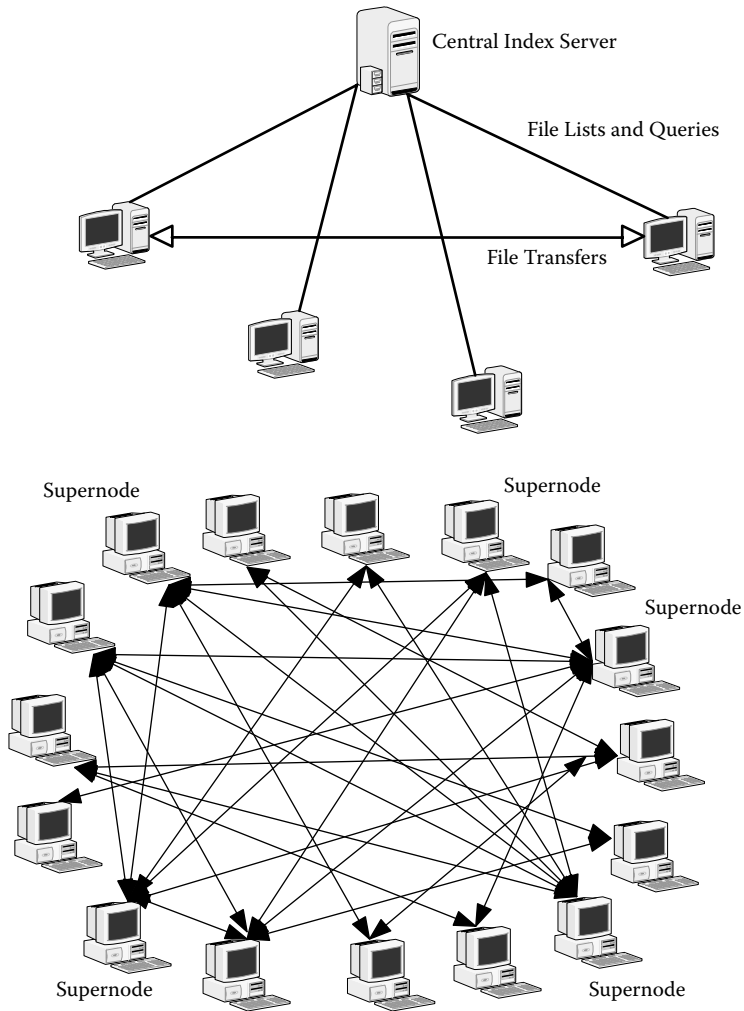 Central Index Server
File Lists and Queries
File Transfers
Supernode
Supernode
Supernode
Supernode
Supernode